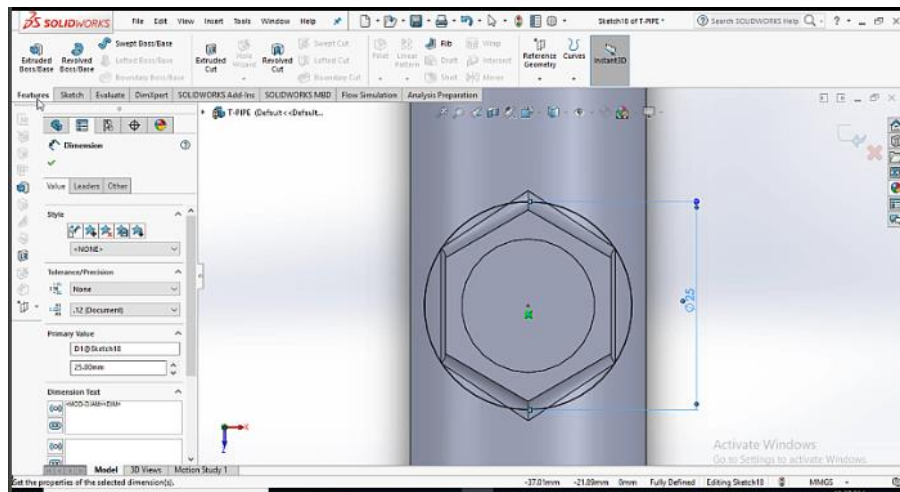 SOLIDWORKS File Edit View Insert Tools Window Help Sketch18 of T-PIPE * Search SOLIDWORKS Help
Extruded Boss/Base
Revolved Boss/Base
Swept Boss/Base
Lofted Boss/Base
Boundary Boss/Base
Extruded Cut
Hole Wizard
Revolved Cut
Swept Cut
Lofted Cut
Boundary Cut
Fillet
Linear Pattern
Rib
Draft
Shell
Wrap
Intersect
Mirror
Reference Geometry
Curves
Instant3D
Features Sketch Evaluate DimXpert SOLIDWORKS Add-Ins SOLIDWORKS MBD Flow Simulation Analysis Preparation
T-PIPE (Default<<Default...
Dimension
Value Leaders Other
Style
<NONE>
Tolerance/Precision
None
.12 (Document)
Primary Value
D1@Sketch18
25.00mm
Dimension Text
<MOD-DIAM><DIM>
(xx)
(xx)
Ø25
X
Z
Activate Windows
Go to Settings to activate Windows.
Model 3D Views Motion Study 1
Set the properties of the selected dimension(s). -37.01mm -21.09mm 0mm Fully Defined Editing Sketch18 MMGS